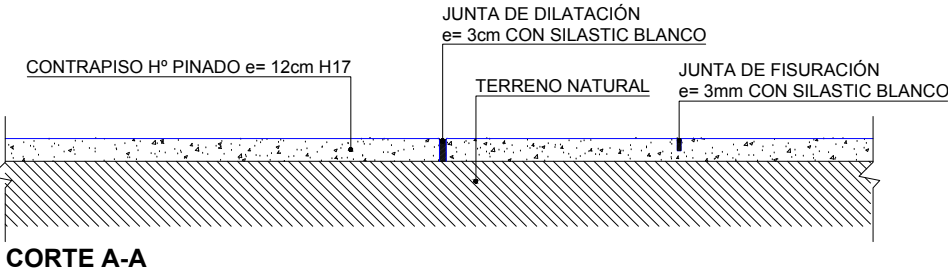 JUNTA DE DILATACIÓN
e= 3cm CON SILASTIC BLANCO
CONTRAPISO Hº PINADO e= 12cm H17
TERRENO NATURAL
JUNTA DE FISURACIÓN
e= 3mm CON SILASTIC BLANCO
CORTE A-A